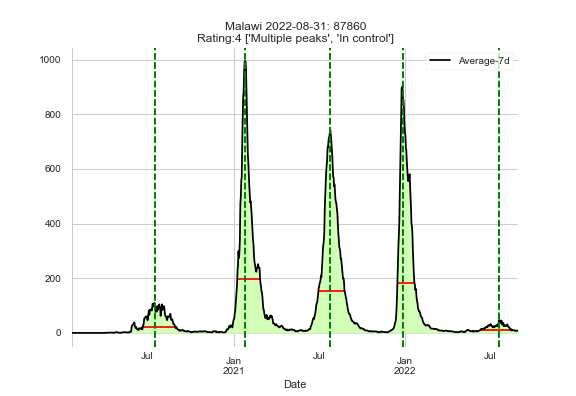 Malawi 2022-08-31: 87860
Rating:4 ['Multiple peaks', 'In control']
Average-7d
1000
800
600
400
200
0
Jul
Jan
2021
Jul
Jan
2022
Jul
Date